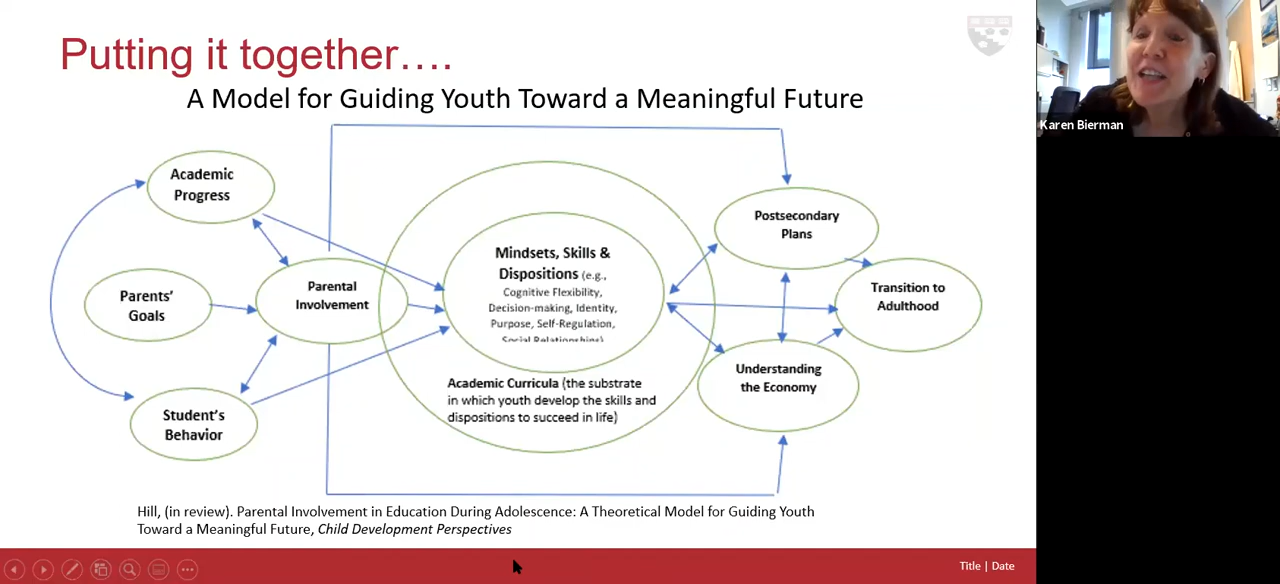 Putting it together….
A Model for Guiding Youth Toward a Meaningful Future
Karen Bierman
Academic
Progress
Parents'
Goals
Parental
Involvement
Student's
Behavior
Mindsets, Skills &
Dispositions (e.g.,
Cognitive Flexibility,
Decision-making, Identity,
Purpose, Self-Regulation,
Social Relationships)
Academic Curricula (the substrate
in which youth develop the skills and
dispositions to succeed in life)
Postsecondary
Plans
Transition to
Adulthood
Understanding
the Economy
Hill, (in review). Parental Involvement in Education During Adolescence: A Theoretical Model for Guiding Youth
Toward a Meaningful Future, Child Development Perspectives
Title | Date